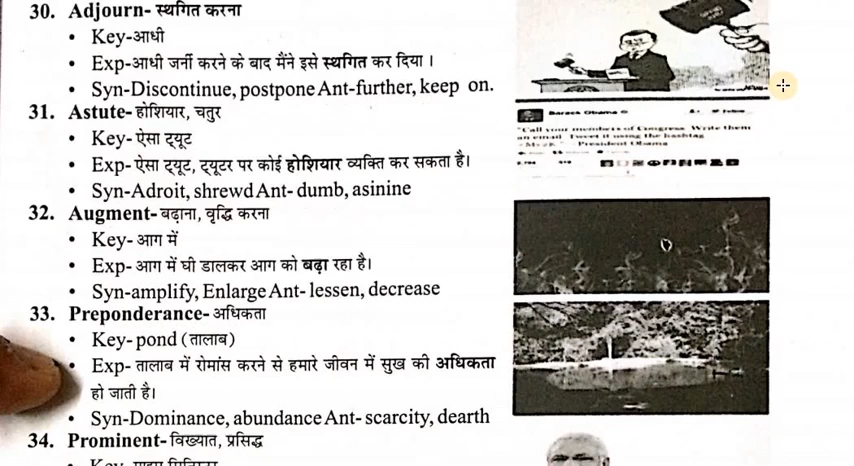 30. Adjourn- स्थगित करना
• Key-आधी
• Exp-आधी जर्नी करने के बाद मैंने इसे स्थगित कर दिया ।
• Syn-Discontinue, postpone Ant-further, keep on.
31. Astute- होशियार, चतुर
• Key- ऐसा ट्यूट
• Exp- ऐसा ट्यूट, ट्यूटर पर कोई होशियार व्यक्ति कर सकता है।
• Syn-Adroit, shrewd Ant- dumb, asinine
Barack Obama
"Call your members of Congress. Write them
an email. Tweet it using the hashtag
- President Obama
32. Augment- बढ़ाना, वृद्धि करना
• Key- आग में
• Exp- आग में घी डालकर आग को बढ़ा रहा है।
• Syn-amplify, Enlarge Ant- lessen, decrease
33. Preponderance- अधिकता
• Key- pond (तालाब)
• Exp- तालाब में रोमांस करने से हमारे जीवन में सुख की अधिकता
हो जाती है।
• Syn-Dominance, abundance Ant- scarcity, dearth
34. Prominent- विख्यात, प्रसिद्ध